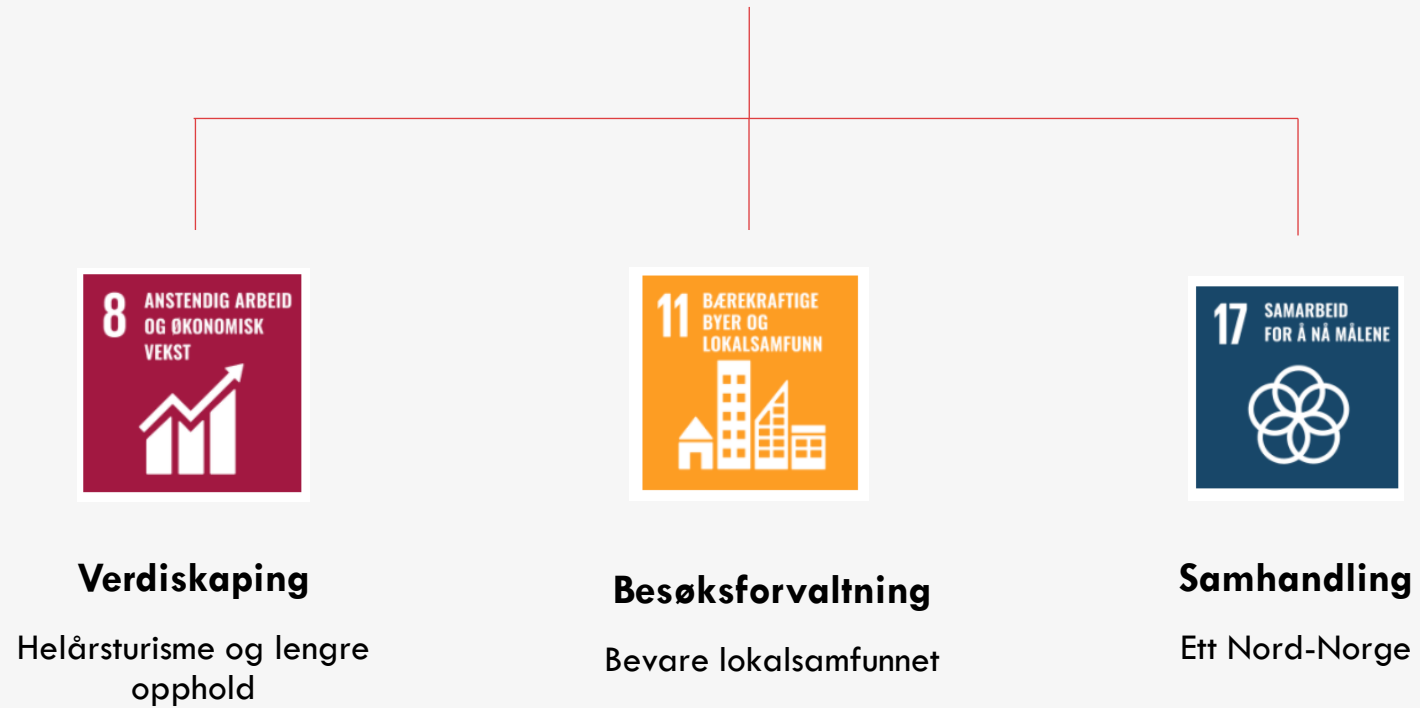 8 ANSTENDIG ARBEID
OG ØKONOMISK
VEKST
Verdiskaping
Helårsturisme og lengre
opphold
11 BÆREKRAFTIGE
BYER OG
LOKALSAMFUNN
Besøksforvaltning
Bevare lokalsamfunnet
17 SAMARBEID
FOR Å NÅ MÅLENE
Samhandling
Ett Nord-Norge